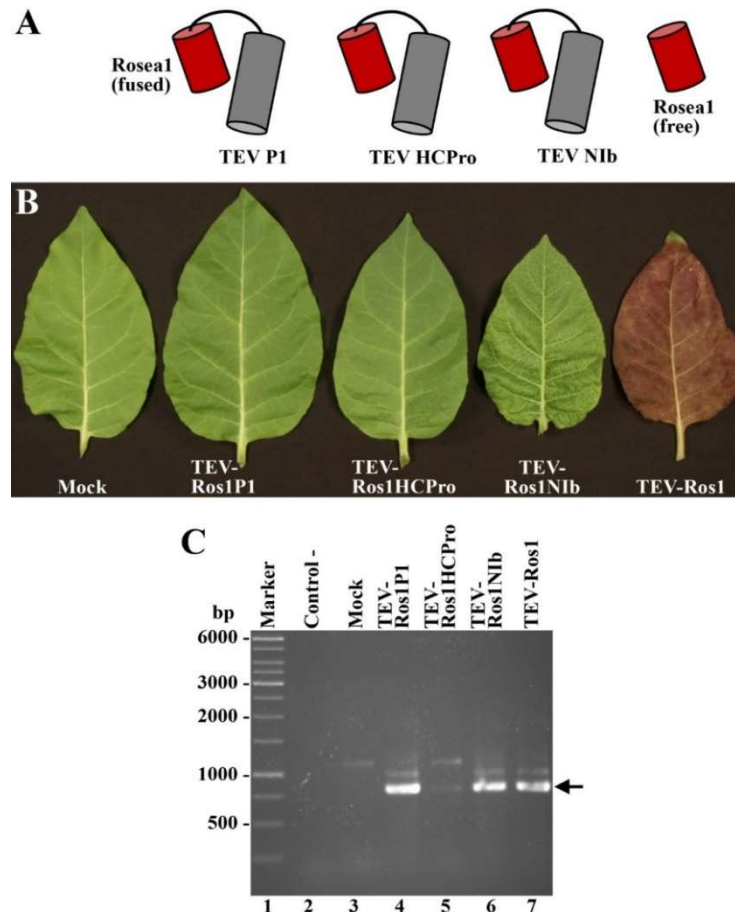 A
Rosea1
(fused)
TEV P1
TEV HCPro
TEV NIb
Rosea1
(free)
B
Mock
TEV-
Ros1P1
TEV-
Ros1HCPro
TEV-
Ros1NIb
TEV-Ros1
C
bp
Marker
Control -
Mock
TEV-
Ros1P1
TEV-
Ros1HCPro
TEV-
Ros1NIb
TEV-Ros1
6000 -
3000 -
2000 -
1000 -
500 -
1 2 3 4 5 6 7